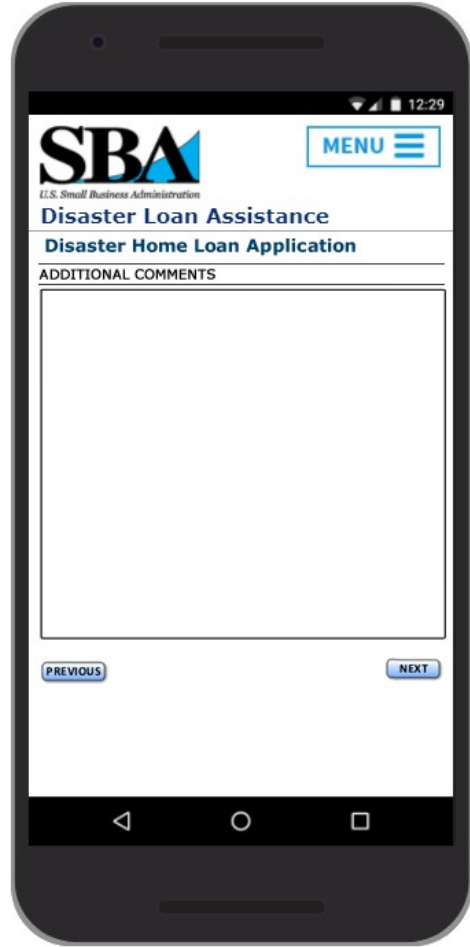 12:29
SBA
MENU
U.S. Small Business Administration
Disaster Loan Assistance
Disaster Home Loan Application
ADDITIONAL COMMENTS
PREVIOUS
NEXT